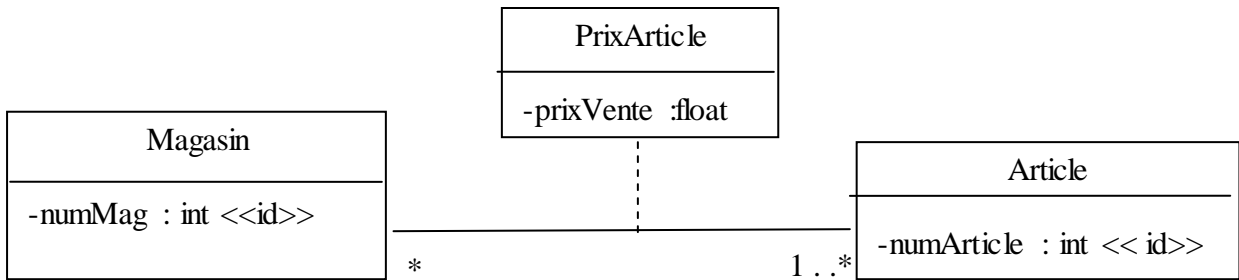 PrixArticle
-prixVente :float
Magasin
-numMag : int <<id>>
Article
-numArticle : int << id>>
*
1 . .*